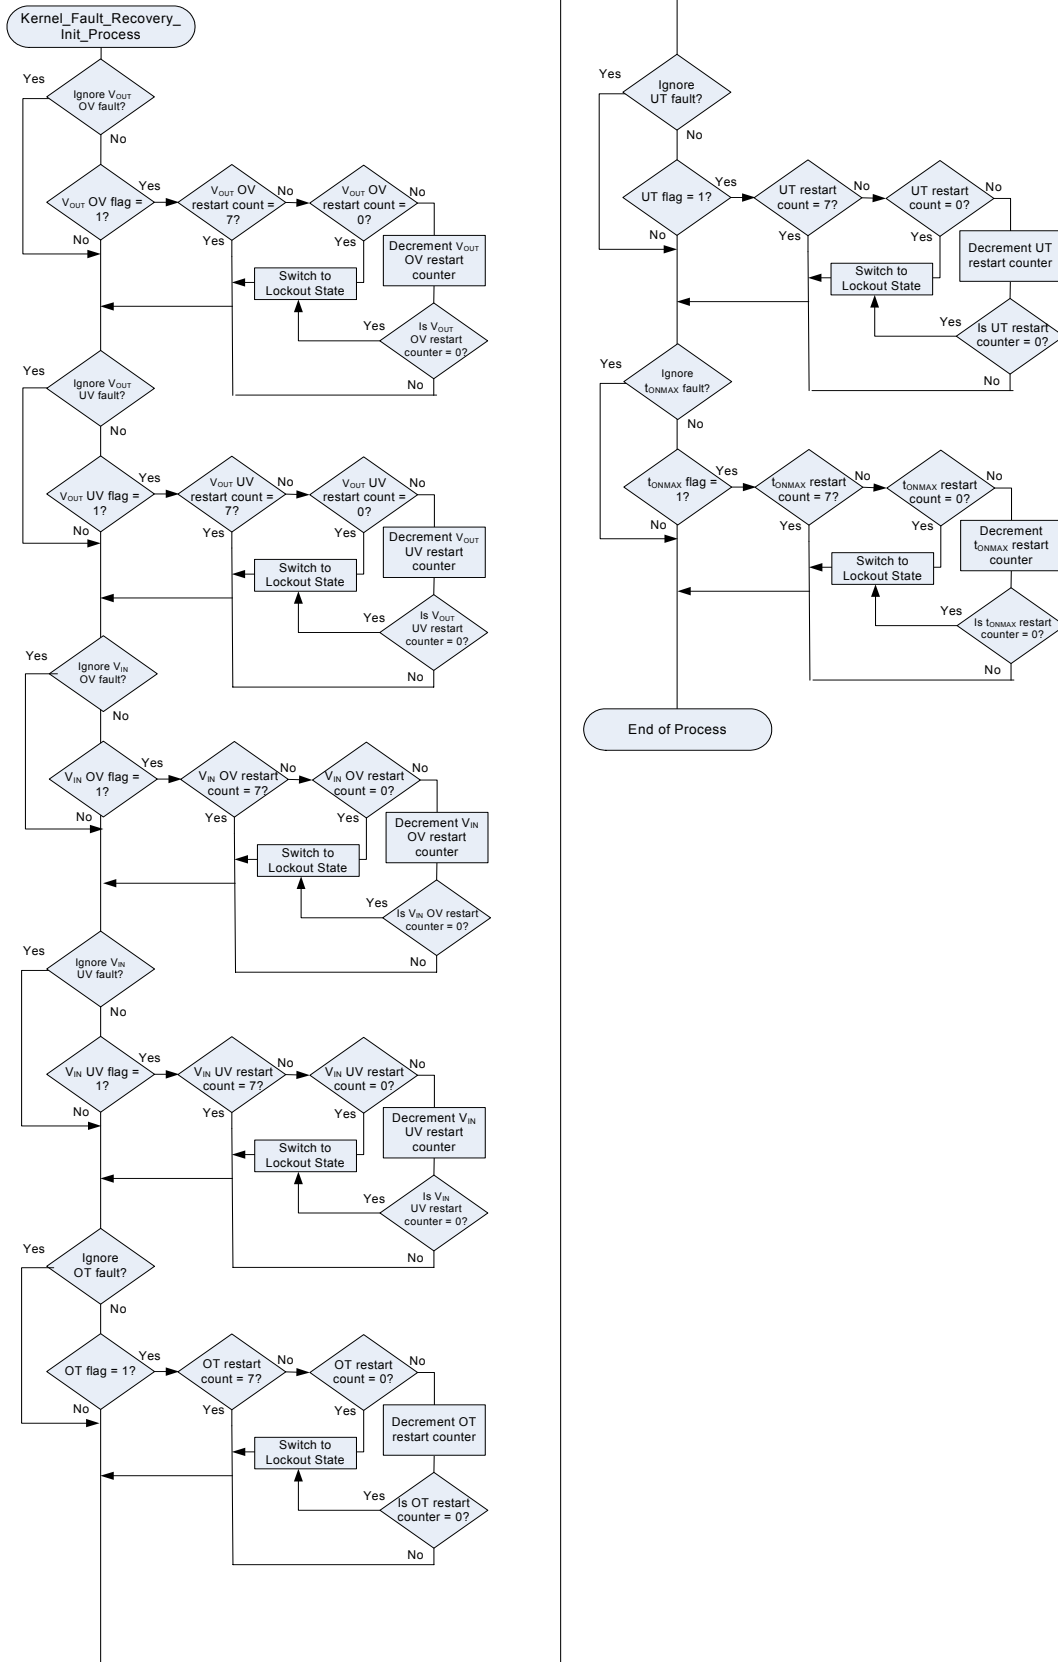 Kernel_Fault_Recovery_
Init_Process
Yes
Ignore VOUT
OV fault?
No
VOUT OV flag =
1?
Yes
No
VOUT OV
restart count =
7?
No
Yes
VOUT OV
restart count =
0?
No
Yes
Decrement VOUT
OV restart
counter
Switch to
Lockout State
Yes
Is VOUT
OV restart
counter = 0?
No
Yes
Ignore VOUT
UV fault?
No
VOUT UV flag =
1?
Yes
No
VOUT UV
restart count =
7?
No
Yes
VOUT UV
restart count =
0?
No
Yes
Decrement VOUT
UV restart
counter
Switch to
Lockout State
Yes
Is VOUT
UV restart
counter = 0?
No
Yes
Ignore VIN
OV fault?
No
VIN OV flag =
1?
Yes
No
VIN OV restart
count = 7?
No
Yes
VIN OV restart
count = 0?
No
Yes
Decrement VIN
OV restart
counter
Switch to
Lockout State
Yes
Is VIN OV restart
counter = 0?
No
Yes
Ignore VIN
UV fault?
No
VIN UV flag =
1?
Yes
No
VIN UV restart
count = 7?
No
Yes
VIN UV restart
count = 0?
No
Yes
Decrement VIN
UV restart
counter
Switch to
Lockout State
Yes
Is VIN
UV restart
counter = 0?
No
Yes
Ignore
OT fault?
No
OT flag = 1?
Yes
No
OT restart
count = 7?
No
Yes
OT restart
count = 0?
No
Yes
Decrement OT
restart counter
Switch to
Lockout State
Yes
Is OT restart
counter = 0?
No
Yes
Ignore
UT fault?
No
UT flag = 1?
Yes
No
UT restart
count = 7?
No
Yes
UT restart
count = 0?
No
Yes
Decrement UT
restart counter
Switch to
Lockout State
Yes
Is UT restart
counter = 0?
No
Yes
Ignore
tONMAX fault?
No
tONMAX flag =
1?
Yes
No
tONMAX restart
count = 7?
No
Yes
tONMAX restart
count = 0?
No
Yes
Decrement
tONMAX restart
counter
Switch to
Lockout State
Yes
Is tONMAX restart
counter = 0?
No
End of Process